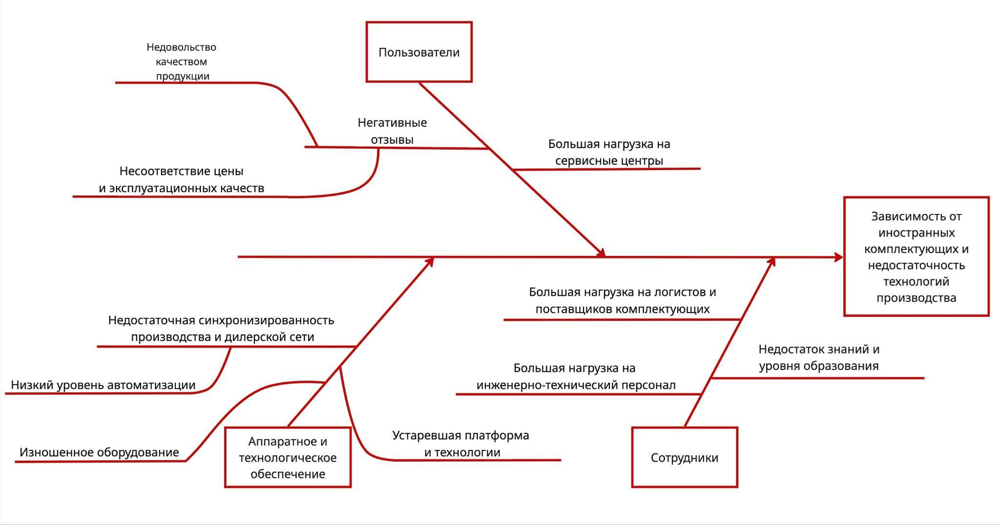 Пользователи
Недовольство
качеством
продукции
Негативные
отзывы
Большая нагрузка на
сервисные центры
Несоответствие цены
и эксплуатационных качеств
Зависимость от
иностранных
комплектующих и
недостаточность
технологий
производства
Большая нагрузка на логистов и
поставщиков комплектующих
Недостаточная синхронизированность
производства и дилерской сети
Недостаток знаний и
уровня образования
Большая нагрузка на
инженерно-технический персонал
Низкий уровень автоматизации
Изношенное оборудование
Аппаратное и
технологическое
обеспечение
Устаревшая платформа
и технологии
Сотрудники